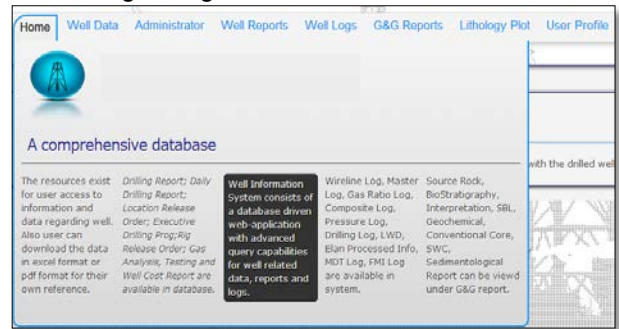 Home Well Data Administrator Well Reports Well Logs G&G Reports Lithology Plot User Profile
A comprehensive database
with the drilled wel
The resources exist
for user access to
information and
data regarding well.
Also user can
download the data
in excel format or
pdf format for their
own reference.
Drilling Report; Daily
Drilling Report;
Location Release
Order; Executive
Drilling Prog;Rig
Release Order; Gas
Analysis, Testing and
Well Cost Report are
available in database.
Well Information
System consists of
a database driven
web-application
with advanced
query capabilities
for well related
data, reports and
logs.
Wireline Log, Master
Log, Gas Ratio Log,
Composite Log,
Pressure Log,
Drilling Log, LWD,
Elan Processed Info,
MDT Log, FMI Log
are available in
system.
Source Rock,
BioStratigraphy,
Interpretation, SBL,
Geochemical,
Conventional Core,
SWC,
Sedimentological
Report can be viewd
under G&G report.